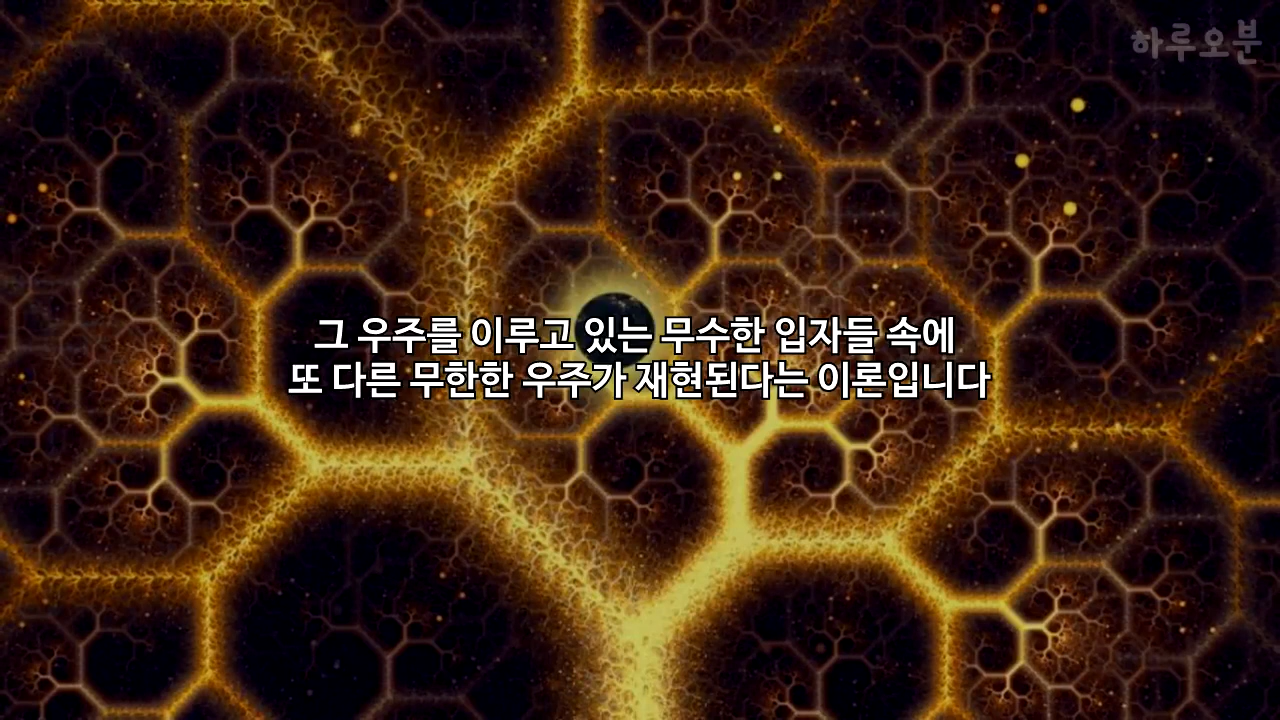 하루오분
그 우주를 이루고 있는 무수한 입자들 속에
또 다른 무한한 우주가 재현된다는 이론입니다